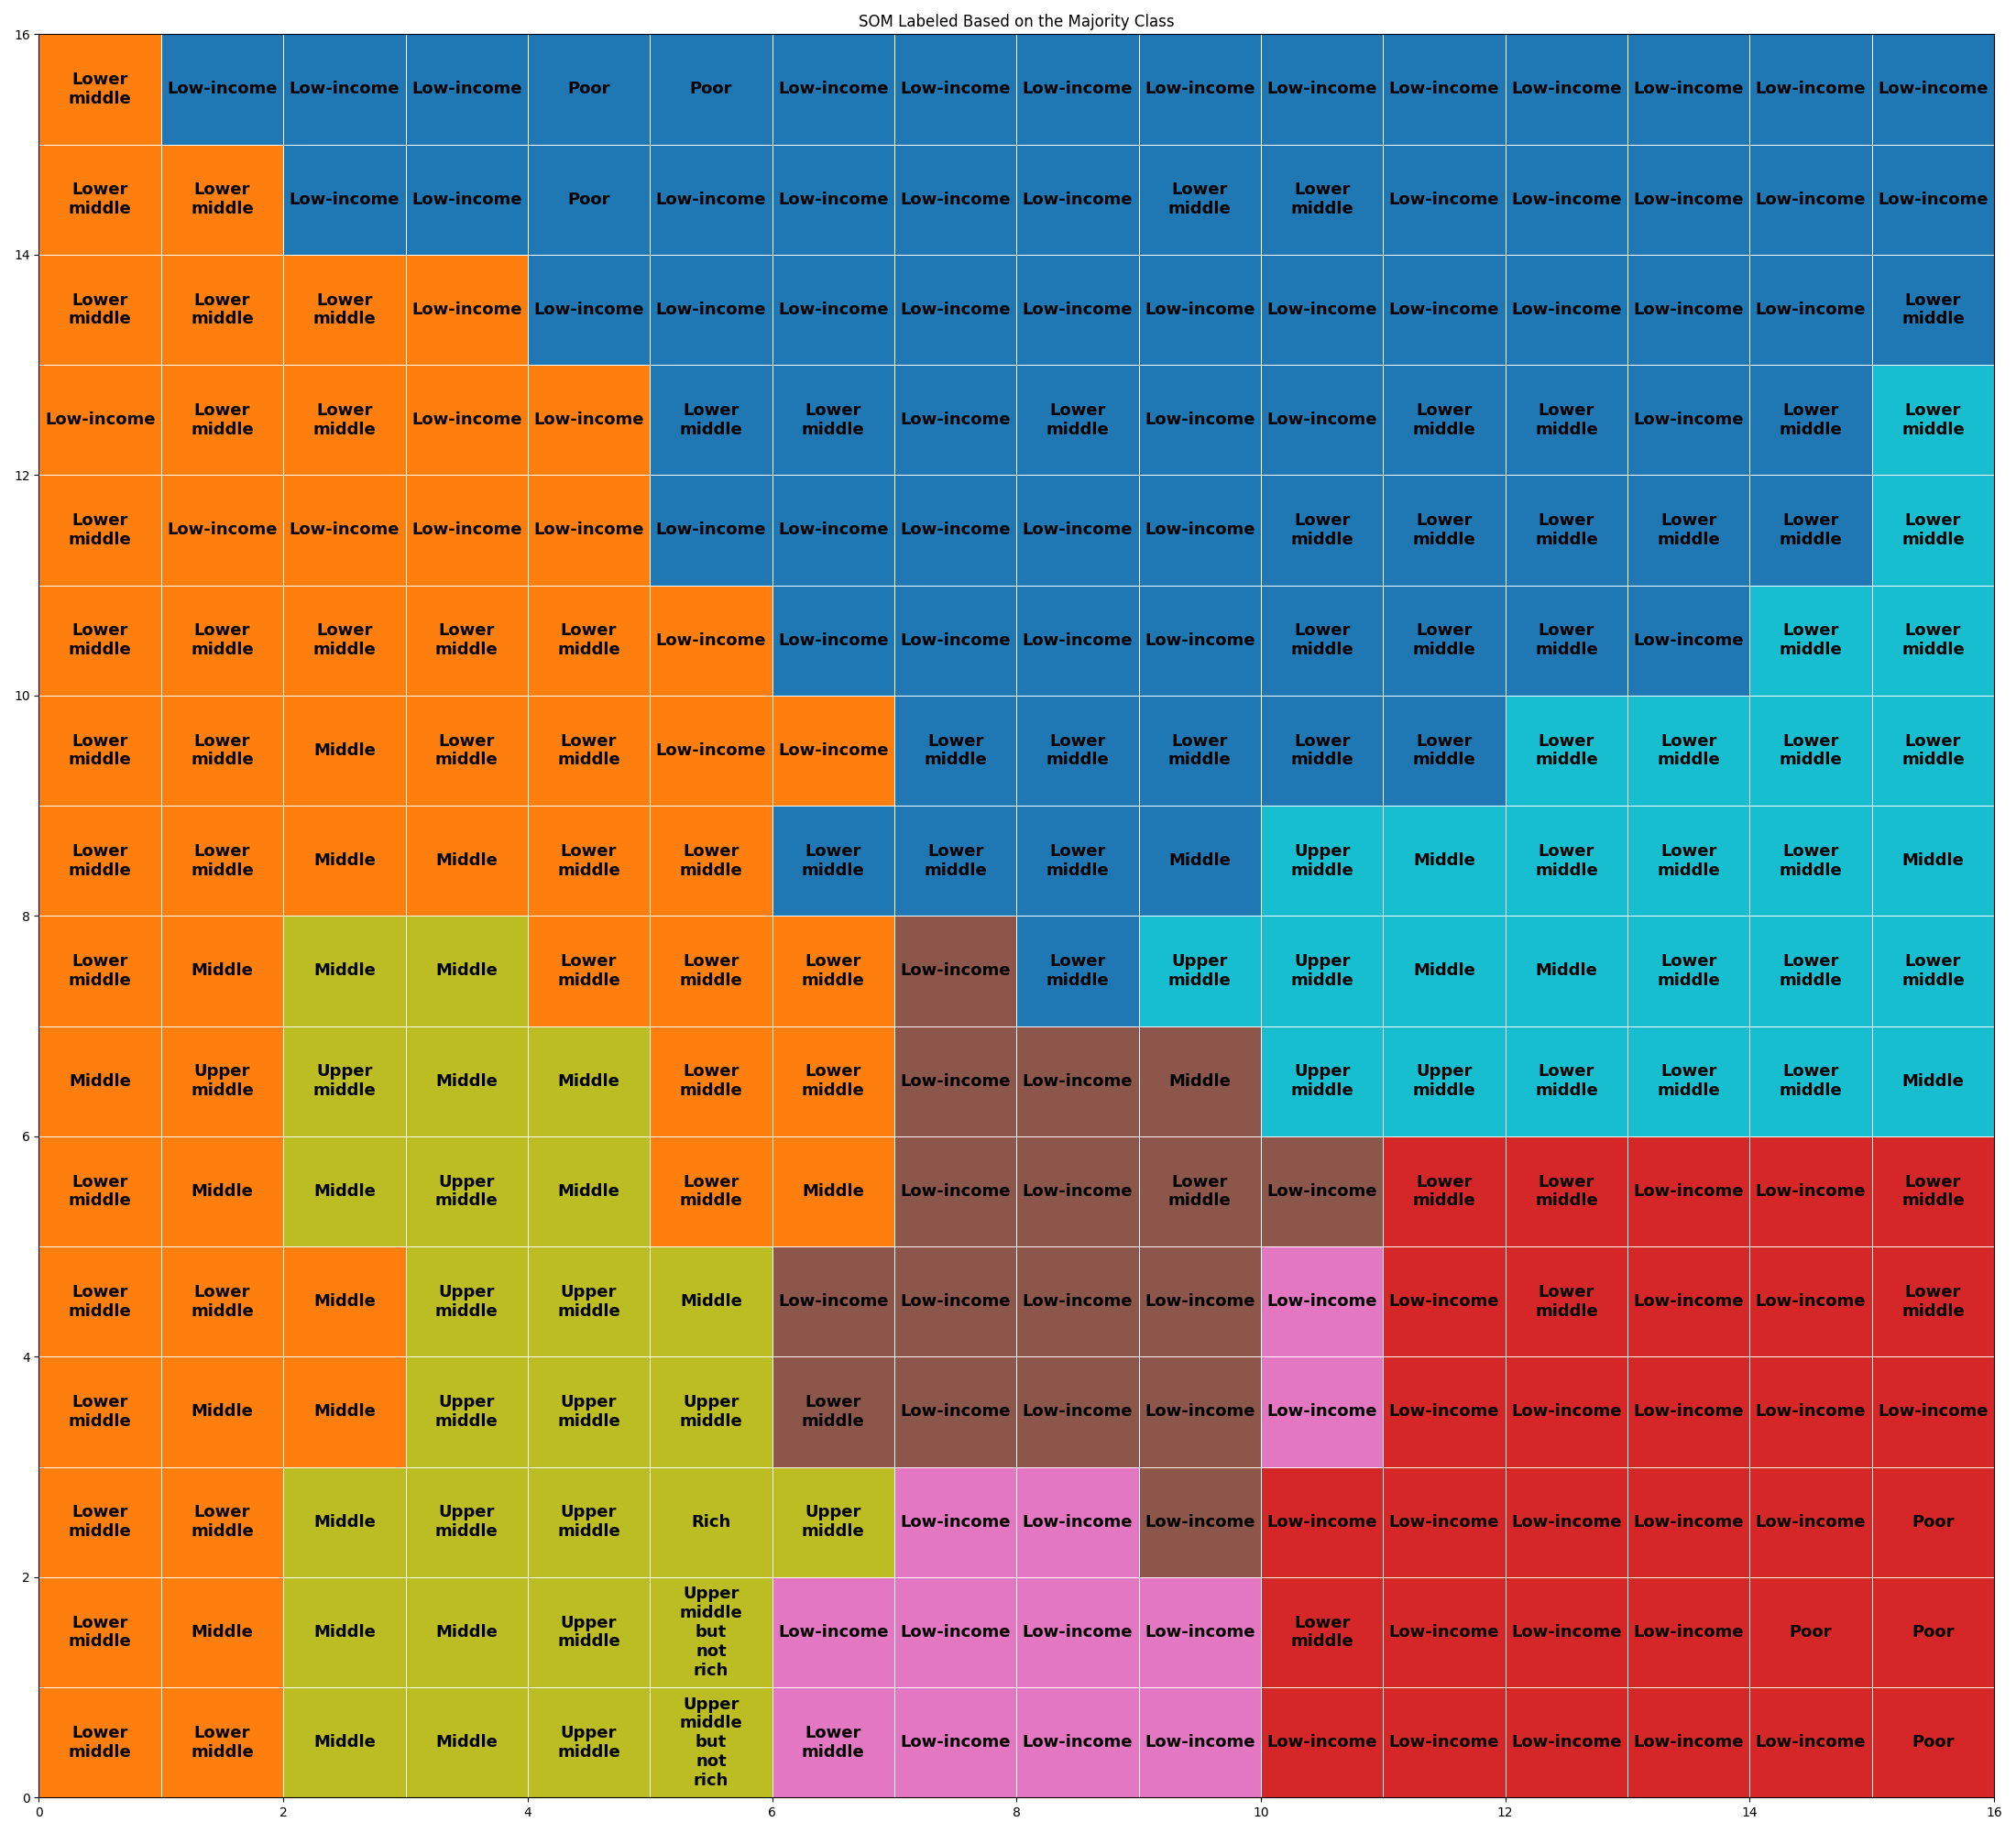 SOM Labeled Based on the Majority Class
16
Lower middle Low-income Low-income Low-income Poor Poor Low-income Low-income Low-income Low-income Low-income Low-income Low-income Low-income Low-income Low-income
Lower middle Lower middle Low-income Low-income Poor Low-income Low-income Low-income Low-income Lower middle Lower middle Low-income Low-income Low-income Low-income Low-income
14
Lower middle Lower middle Lower middle Low-income Low-income Low-income Low-income Low-income Low-income Low-income Low-income Low-income Low-income Low-income Low-income Lower middle
Low-income Lower middle Lower middle Low-income Low-income Lower middle Lower middle Low-income Lower middle Low-income Low-income Lower middle Lower middle Low-income Lower middle Lower middle
12
Lower middle Low-income Low-income Low-income Low-income Low-income Low-income Low-income Low-income Low-income Lower middle Lower middle Lower middle Lower middle Lower middle Lower middle
Lower middle Lower middle Lower middle Lower middle Lower middle Low-income Low-income Low-income Low-income Low-income Lower middle Lower middle Lower middle Low-income Lower middle Lower middle
10
Lower middle Lower middle Middle Lower middle Lower middle Low-income Low-income Lower middle Lower middle Lower middle Lower middle Lower middle Lower middle Lower middle Lower middle Lower middle
Lower middle Lower middle Middle Middle Lower middle Lower middle Lower middle Lower middle Lower middle Middle Upper middle Middle Lower middle Lower middle Lower middle Middle
8
Lower middle Middle Middle Middle Lower middle Lower middle Lower middle Low-income Lower middle Upper middle Upper middle Middle Middle Lower middle Lower middle Lower middle
Middle Upper middle Upper middle Middle Middle Lower middle Lower middle Low-income Low-income Middle Upper middle Upper middle Lower middle Lower middle Lower middle Middle
6
Lower middle Middle Middle Upper middle Middle Lower middle Middle Low-income Low-income Lower middle Low-income Lower middle Lower middle Low-income Low-income Lower middle
Lower middle Lower middle Middle Upper middle Upper middle Middle Low-income Low-income Low-income Low-income Low-income Low-income Lower middle Low-income Low-income Lower middle
4
Lower middle Middle Middle Upper middle Upper middle Upper middle Lower middle Low-income Low-income Low-income Low-income Low-income Low-income Low-income Low-income Low-income
Lower middle Lower middle Middle Upper middle Upper middle Rich Upper middle Low-income Low-income Low-income Low-income Low-income Low-income Low-income Low-income Poor
2
Lower middle Middle Middle Middle Upper middle Upper middle but not rich Low-income Low-income Low-income Low-income Lower middle Low-income Low-income Low-income Poor Poor
Lower middle Lower middle Middle Middle Upper middle Upper middle but not rich Lower middle Low-income Low-income Low-income Low-income Low-income Low-income Low-income Low-income Poor
0
0 2 4 6 8 10 12 14 16